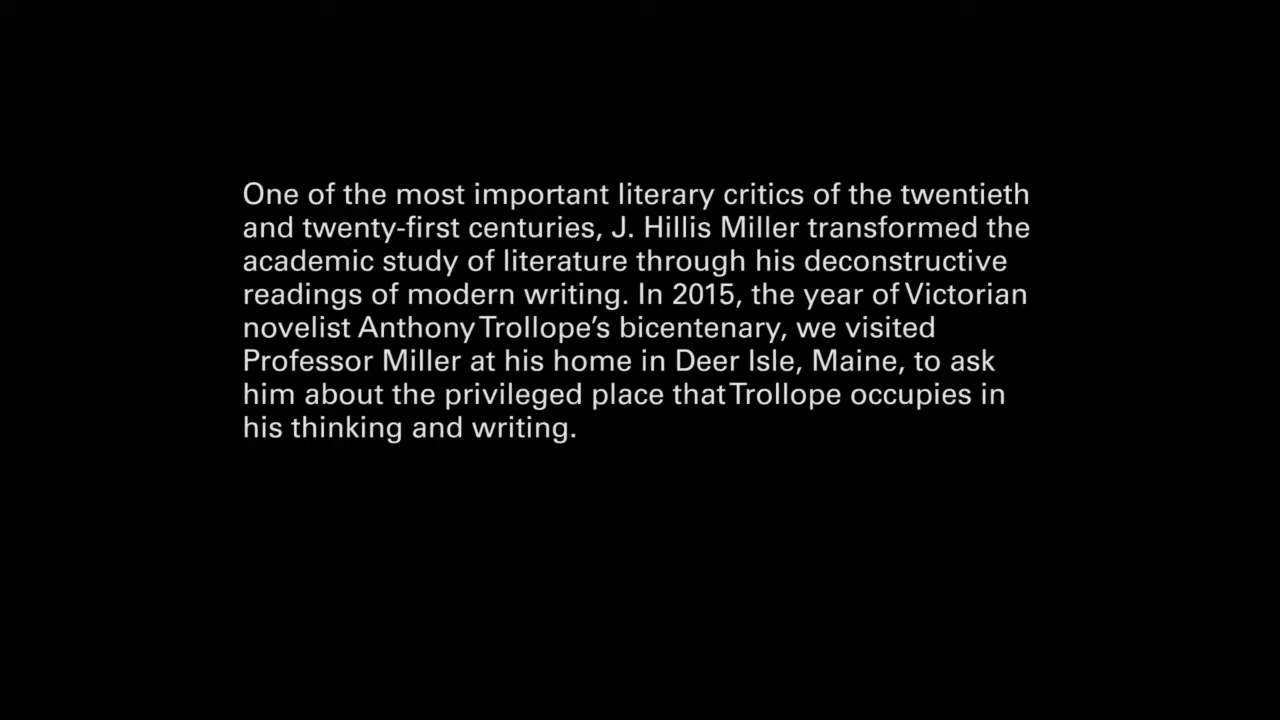 One of the most important literary critics of the twentieth
and twenty-first centuries, J. Hillis Miller transformed the
academic study of literature through his deconstructive
readings of modern writing. In 2015, the year of Victorian
novelist Anthony Trollope’s bicentenary, we visited
Professor Miller at his home in Deer Isle, Maine, to ask
him about the privileged place that Trollope occupies in
his thinking and writing.